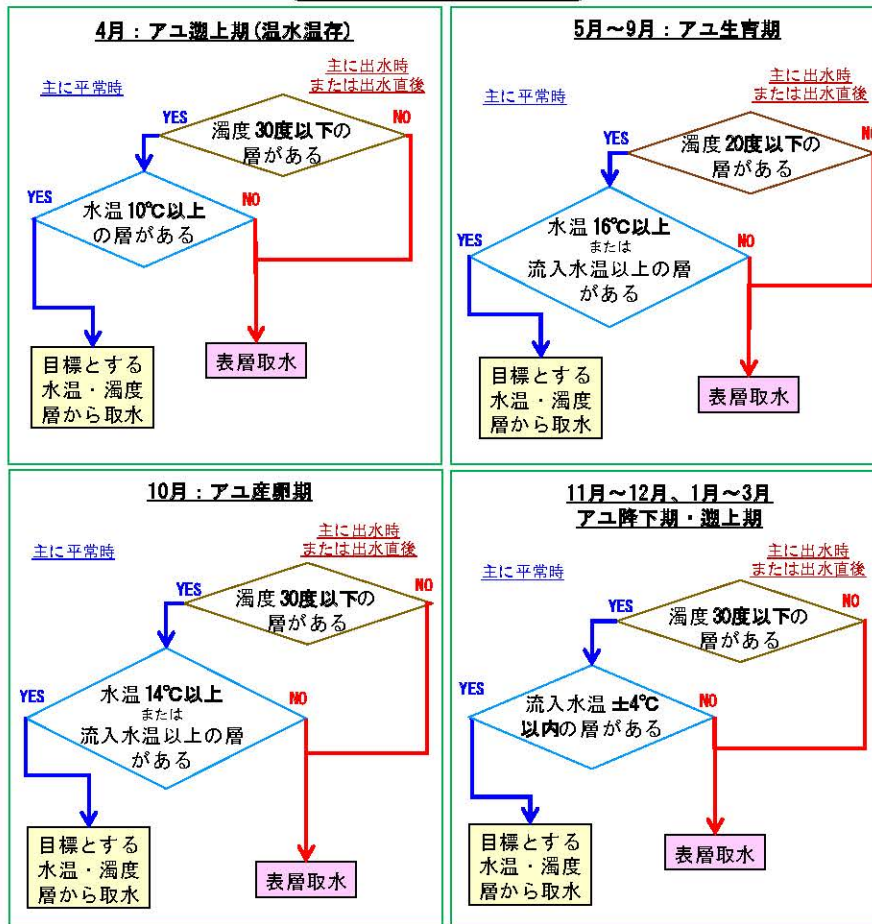 4月：アユ遡上期(温水温存)
主に平常時
主に出水時
または出水直後
YES
NO
濁度30度以下の
層がある
YES
NO
水温10℃以上
の層がある
目標とする
水温・濁度
層から取水
表層取水
5月～9月：アユ生育期
主に平常時
主に出水時
または出水直後
YES
NO
濁度20度以下の
層がある
YES
NO
水温16℃以上
または
流入水温以上の層
がある
目標とする
水温・濁度
層から取水
表層取水
10月：アユ産卵期
主に平常時
主に出水時
または出水直後
YES
NO
濁度30度以下の
層がある
YES
NO
水温14℃以上
または
流入水温以上の層
がある
目標とする
水温・濁度
層から取水
表層取水
11月～12月、1月～3月
アユ降下期・遡上期
主に平常時
主に出水時
または出水直後
YES
NO
濁度30度以下の
層がある
YES
NO
流入水温±4℃
以内の層がある
目標とする
水温・濁度
層から取水
表層取水